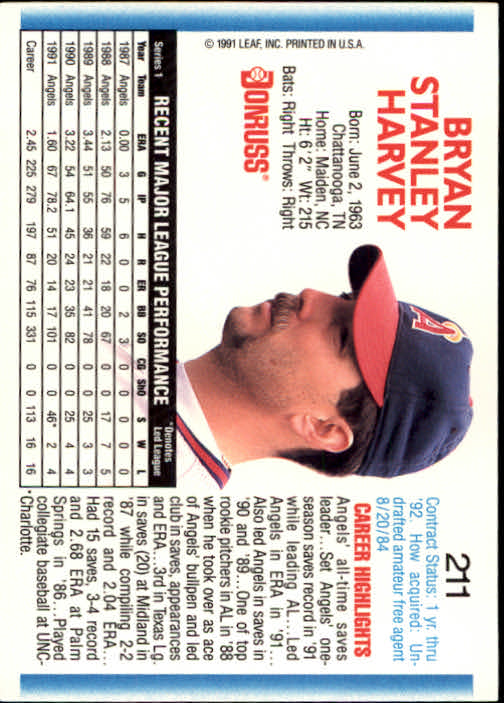 BRYAN
STANLEY
HARVEY
Born: June 2, 1963
Chattanooga, TN
Home: Maiden, NC
Ht: 6' 2" Wt: 215
Bats: Right Throws: Right
DONRUSS®
© 1991 LEAF, INC. PRINTED IN U.S.A.
A
211
Contract Status: 1 yr. thru
'92. How acquired: Un-
drafted amateur free agent
8/20/84
CAREER HIGHLIGHTS
Angels' all-time saves
leader...Set Angels' one-
season saves record in '91
while leading AL...Led
Angels in ERA in '91...
Also led Angels in saves in
'90 and '89...One of top
rookie pitchers in AL in '88
when he took over as ace
of Angels' bullpen and led
club in saves, appearances
and ERA...3rd in Texas Lg.
in saves (20) at Midland in
'87 while compiling 2-2
record and 2.04 ERA...
Had 15 saves, 3-4 record
and 2.68 ERA at Palm
Springs in '86...Played
collegiate baseball at UNC-
Charlotte.
Series 1 RECENT MAJOR LEAGUE PERFORMANCE *Denotes
Led League
Year Team ERA G IP H R ER BB SO CG ShO S W L
1987 Angels 0.00 3 5 6 0 0 2 3 0 0 0 0 0
1988 Angels 2.13 50 76 59 22 18 20 67 0 0 17 7 5
1989 Angels 3.44 51 55 36 21 21 41 78 0 0 25 3 3
1990 Angels 3.22 54 64.1 45 24 23 35 82 0 0 25 4 4
1991 Angels 1.60 67 78.2 51 20 14 17 101 0 0 46* 2 4
Career 2.45 225 279 197 87 76 115 331 0 0 113 16 16